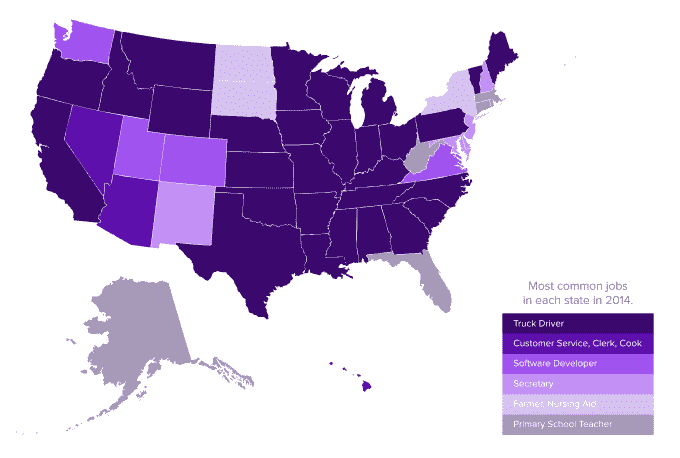 Most common jobs
in each state in 2014.
Truck Driver
Customer Service, Clerk, Cook
Software Developer
Secretary
Farmer, Nursing Aid
Primary School Teacher